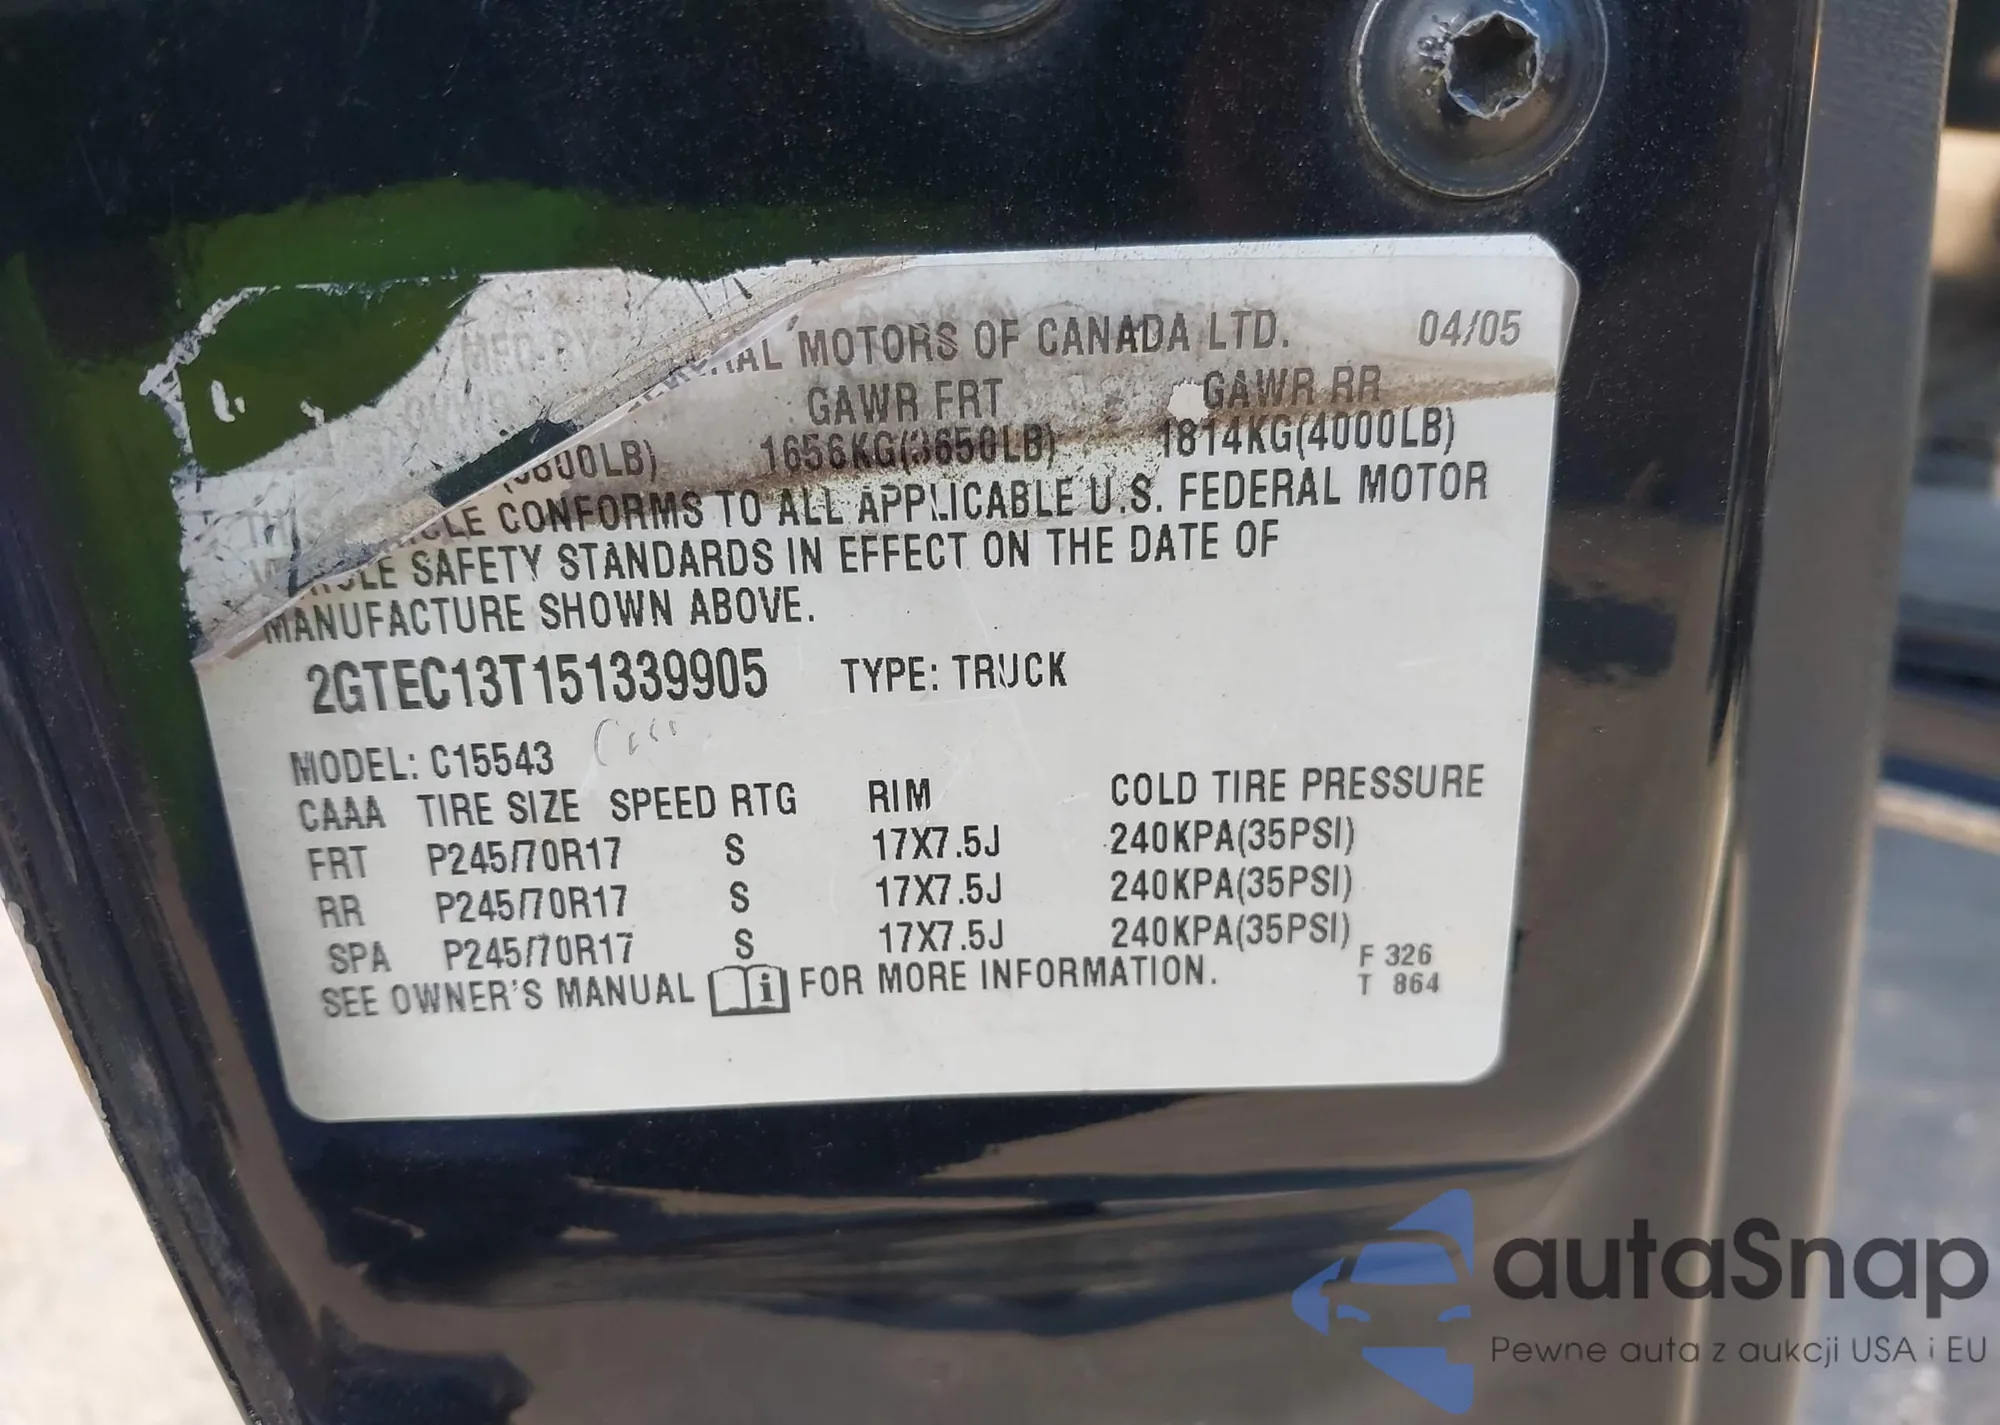 MOTORS OF CANADA LTD. 04/05
GAWR FRT GAWR RR
1656KG(3650LB) 1814KG(4000LB)
CONFORMS TO ALL APPLICABLE U.S. FEDERAL MOTOR
SAFETY STANDARDS IN EFFECT ON THE DATE OF
MANUFACTURE SHOWN ABOVE.
2GTEC13T151339905 TYPE: TRUCK
MODEL: C15543
CAAA TIRE SIZE SPEED RTG RIM COLD TIRE PRESSURE
FRT P245/70R17 S 17X7.5J 240KPA(35PSI)
RR P245/70R17 S 17X7.5J 240KPA(35PSI)
SPA P245/70R17 S 17X7.5J 240KPA(35PSI)
SEE OWNER'S MANUAL FOR MORE INFORMATION.
F 326
T 864
autaSnap
Pewne auta z aukcji USA i EU